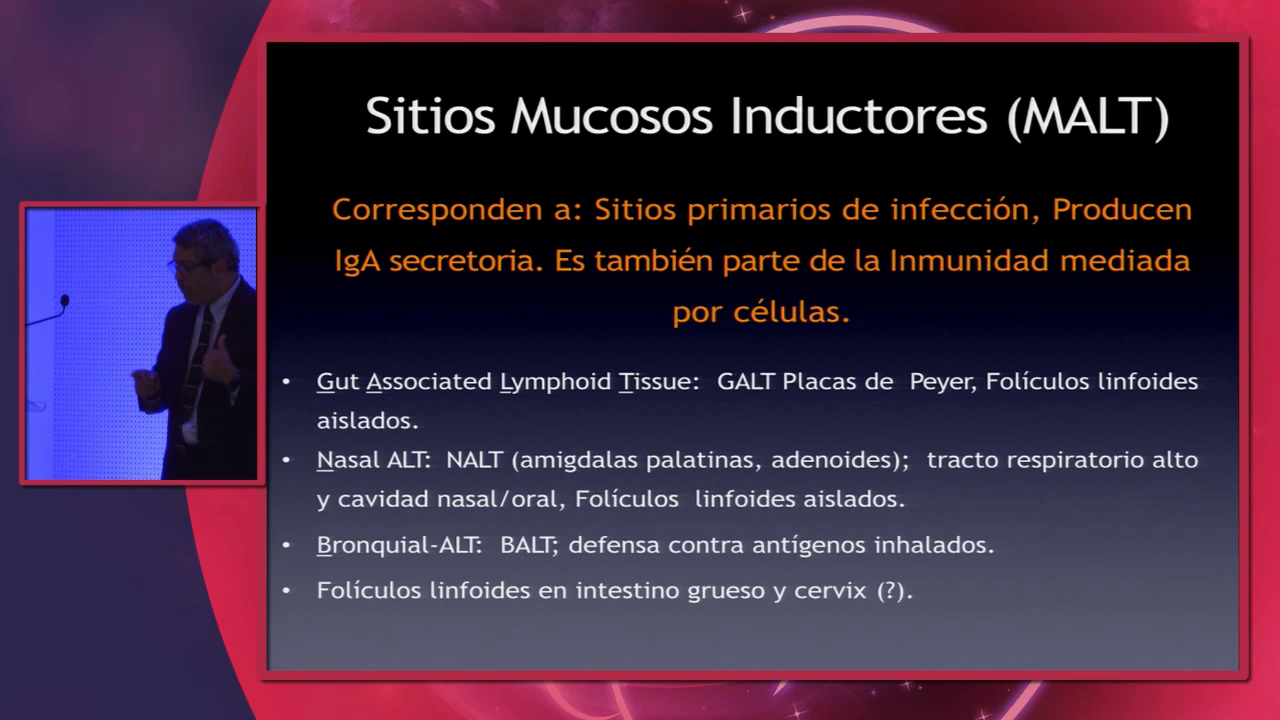 Sitios Mucosos Inductores (MALT)
Corresponden a: Sitios primarios de infección, Producen
IgA secretoria. Es también parte de la Inmunidad mediada
por células.
• Gut Associated Lymphoid Tissue: GALT Placas de Peyer, Folículos linfoides
aislados.
• Nasal ALT: NALT (amigdalas palatinas, adenoides); tracto respiratorio alto
y cavidad nasal/oral, Folículos linfoides aislados.
• Bronquial-ALT: BALT; defensa contra antígenos inhalados.
• Folículos linfoides en intestino grueso y cervix (?).